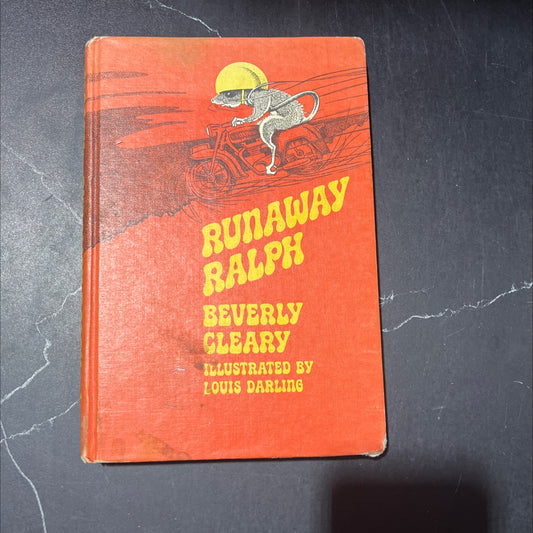 RUNAWAY
RALPH
BEVERLY
CLEARY
ILLUSTRATED BY
LOUIS DARLING